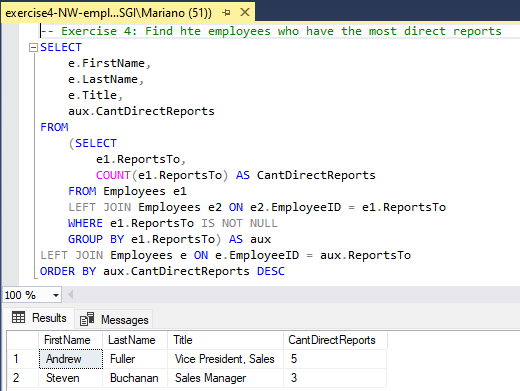 exercise4-NW-empl...SGI\Mariano (51))
-- Exercise 4: Find hte employees who have the most direct reports
SELECT
e.FirstName,
e.LastName,
e.Title,
aux.CantDirectReports
FROM
(SELECT
e1.ReportsTo,
COUNT(e1.ReportsTo) AS CantDirectReports
FROM Employees e1
LEFT JOIN Employees e2 ON e2.EmployeeID = e1.ReportsTo
WHERE e1.ReportsTo IS NOT NULL
GROUP BY e1.ReportsTo) AS aux
LEFT JOIN Employees e ON e.EmployeeID = aux.ReportsTo
ORDER BY aux.CantDirectReports DESC
100 %
Results Messages
FirstName LastName Title CantDirectReports
1 Andrew Fuller Vice President, Sales 5
2 Steven Buchanan Sales Manager 3